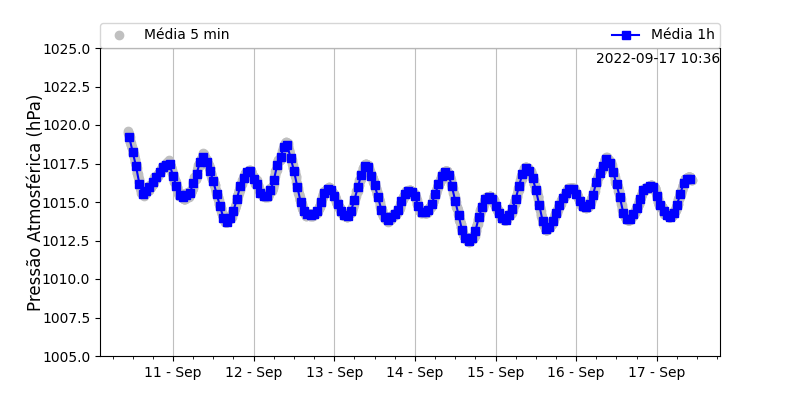 Média 5 min
Média 1h
2022-09-17 10:36
Pressão Atmosférica (hPa)
1025.0
1022.5
1020.0
1017.5
1015.0
1012.5
1010.0
1007.5
1005.0
11 - Sep
12 - Sep
13 - Sep
14 - Sep
15 - Sep
16 - Sep
17 - Sep